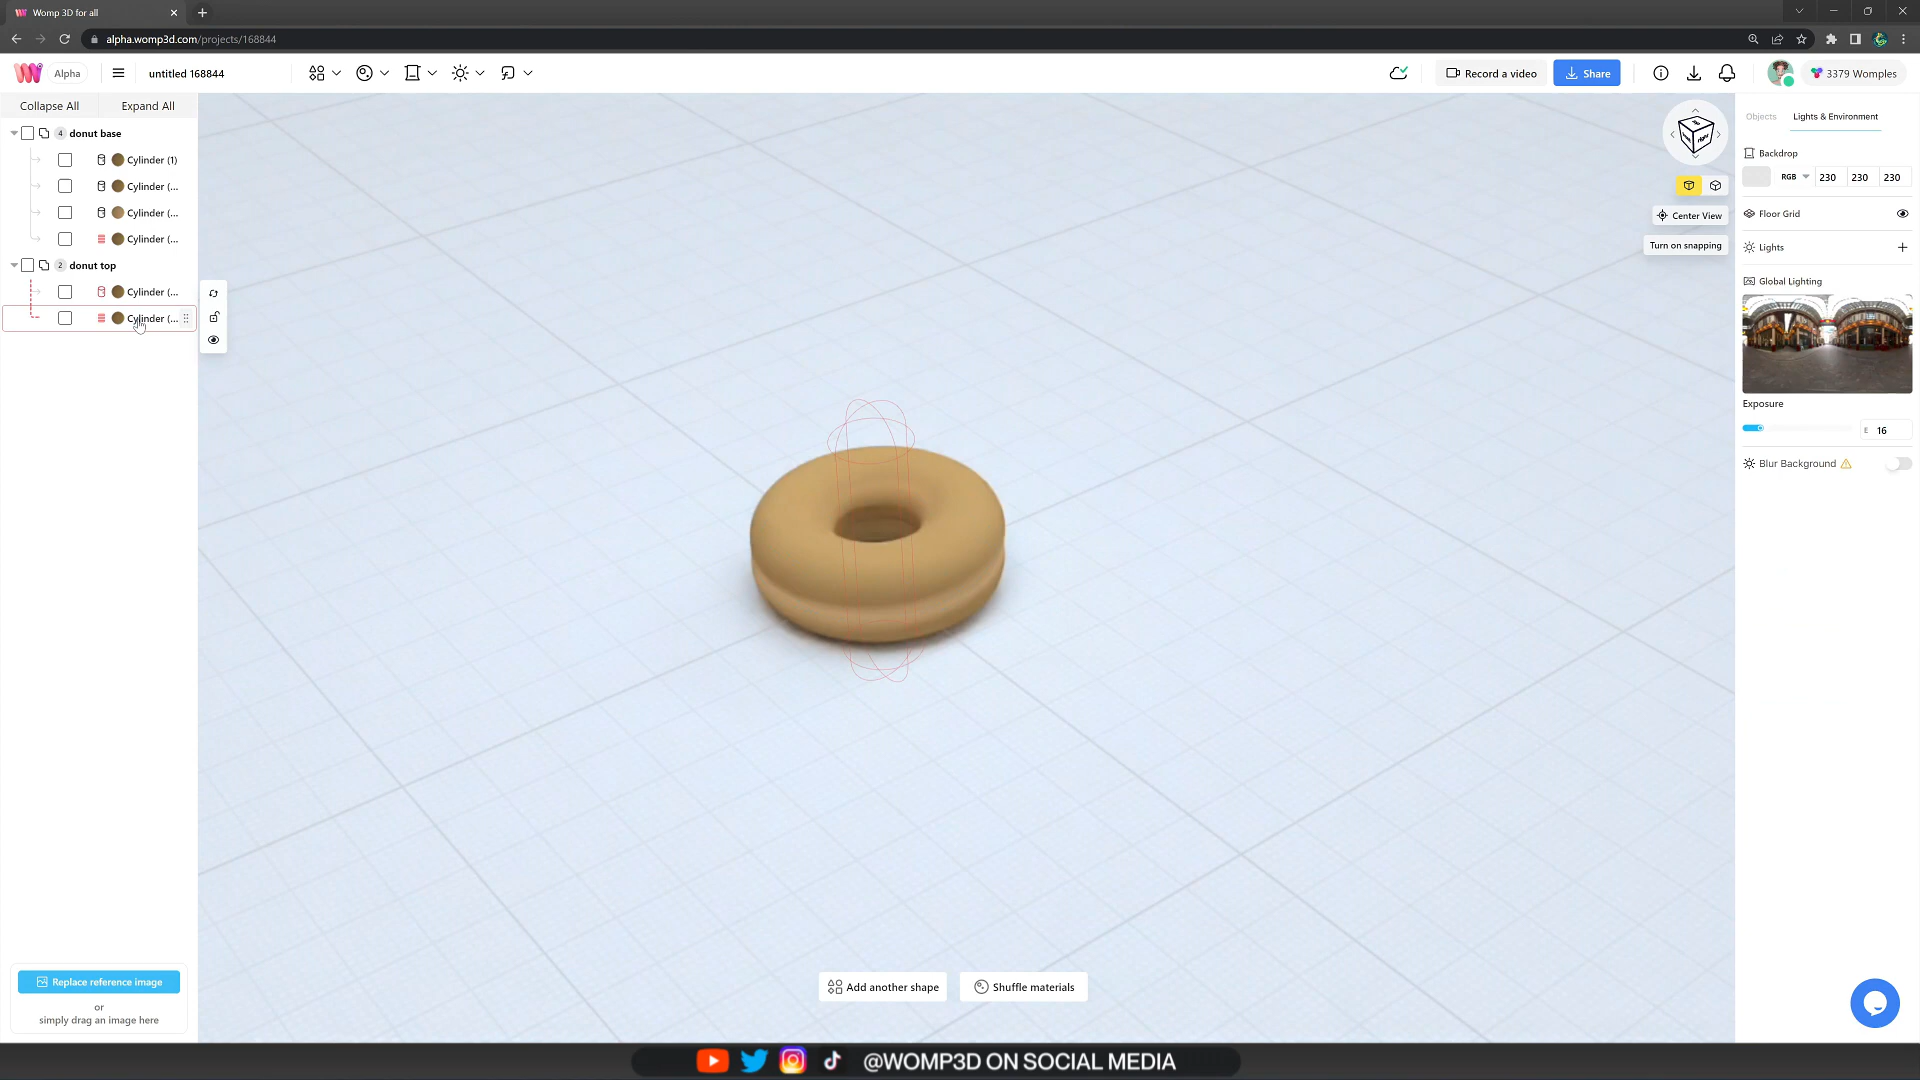 Womp 3D for all
alpha.womp3d.com/projects/168844
Alpha
untitled 168844
Record a video
Share
3379 Womples
Collapse All
Expand All
4 donut base
Cylinder (1)
Cylinder (...
Cylinder (...
Cylinder (...
2 donut top
Cylinder (...
Cylinder (...
Center View
Turn on snapping
Objects
Lights & Environment
Backdrop
RGB 230 230 230
Floor Grid
Lights
Global Lighting
Exposure
E 16
Blur Background
Replace reference image
or
simply drag an image here
Add another shape
Shuffle materials
@WOMP3D ON SOCIAL MEDIA